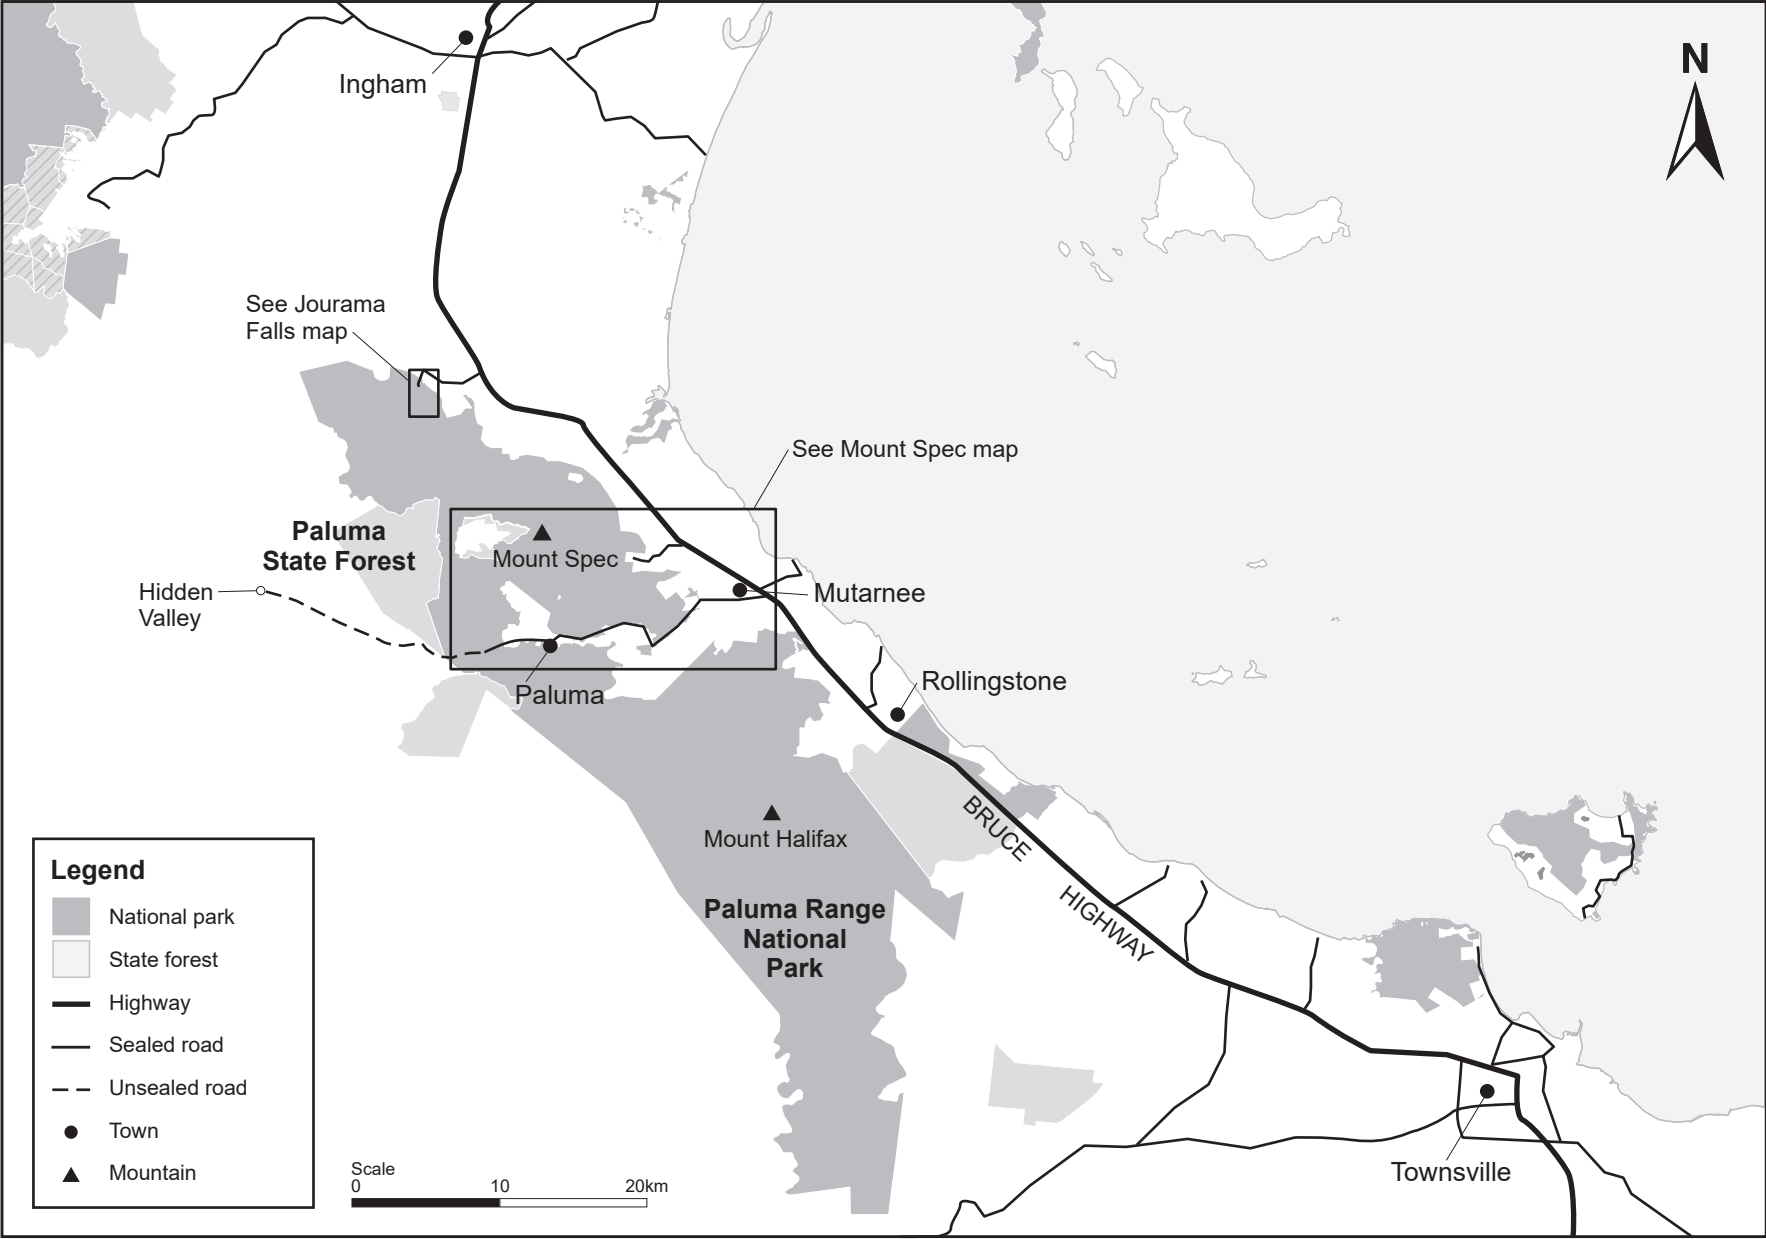 N
Ingham
See Jourama
Falls map
See Mount Spec map
Paluma
State Forest
Mount Spec
Hidden
Valley
Mutarnee
Rollingstone
Paluma
BRUCE
HIGHWAY
Mount Halifax
Paluma Range
National
Park
Townsville
Legend
National park
State forest
Highway
Sealed road
Unsealed road
Town
Mountain
Scale
0 10 20km